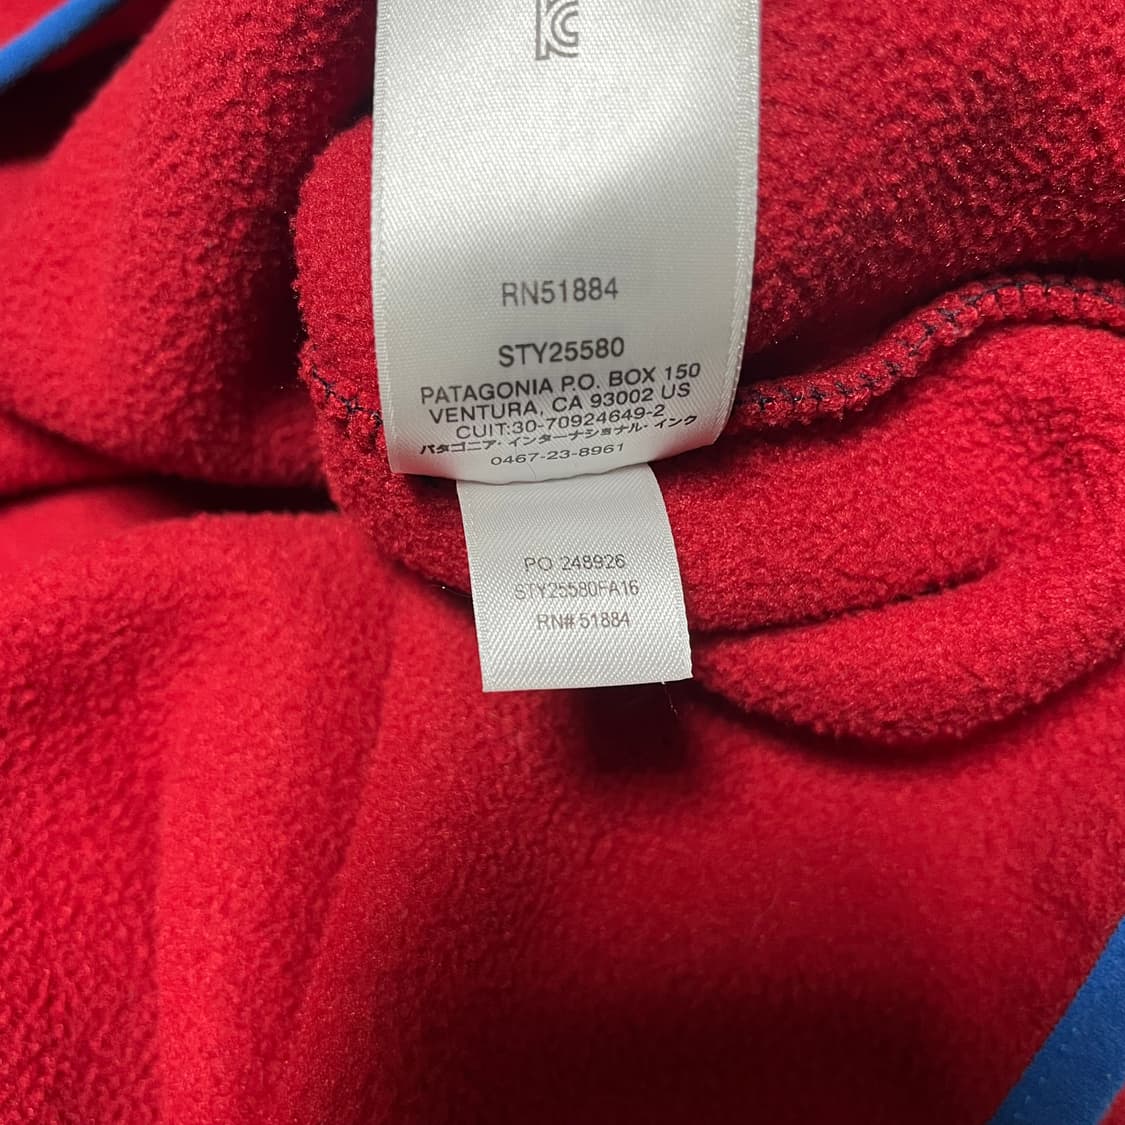 RN51884
STY25580
PATAGONIA P.O. BOX 150
VENTURA, CA 93002 US
CUIT:30-70924649-2
パタゴニア・インターナショナル・インク
0467-23-8961
PO 248926
STY25580FA16
RN# 51884